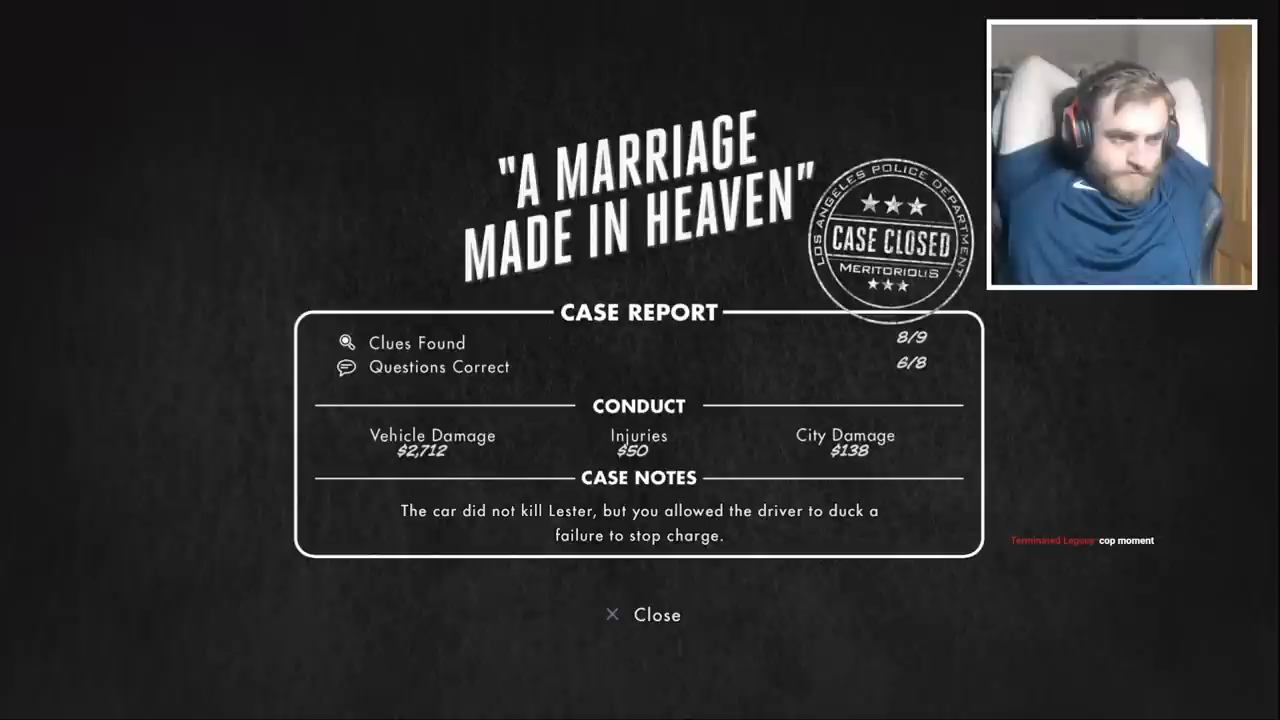 "A MARRIAGE
MADE IN HEAVEN"
LOS ANGELES POLICE DEPARTMENT
CASE CLOSED
MERITORIOUS
CASE REPORT
Clues Found 8/9
Questions Correct 6/8
CONDUCT
Vehicle Damage Injuries City Damage
$2,712 $50 $138
CASE NOTES
The car did not kill Lester, but you allowed the driver to duck a
failure to stop charge.
Terminated Legacy: cop moment
Close